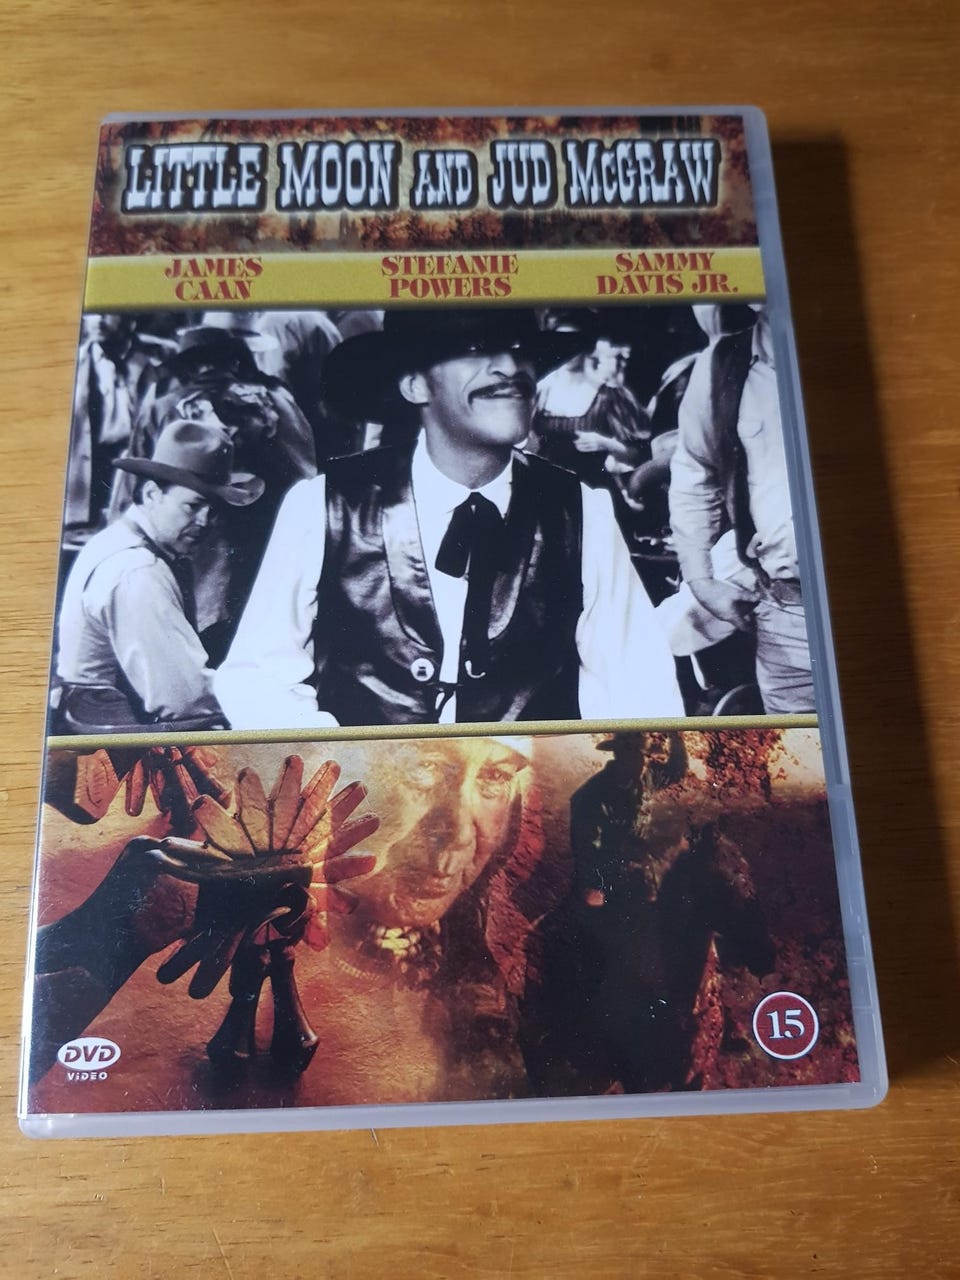 LITTLE MOON AND JUD McGRAW
JAMES CAAN
STEFANIE POWERS
SAMMY DAVIS JR.
DVD
VIDEO
15